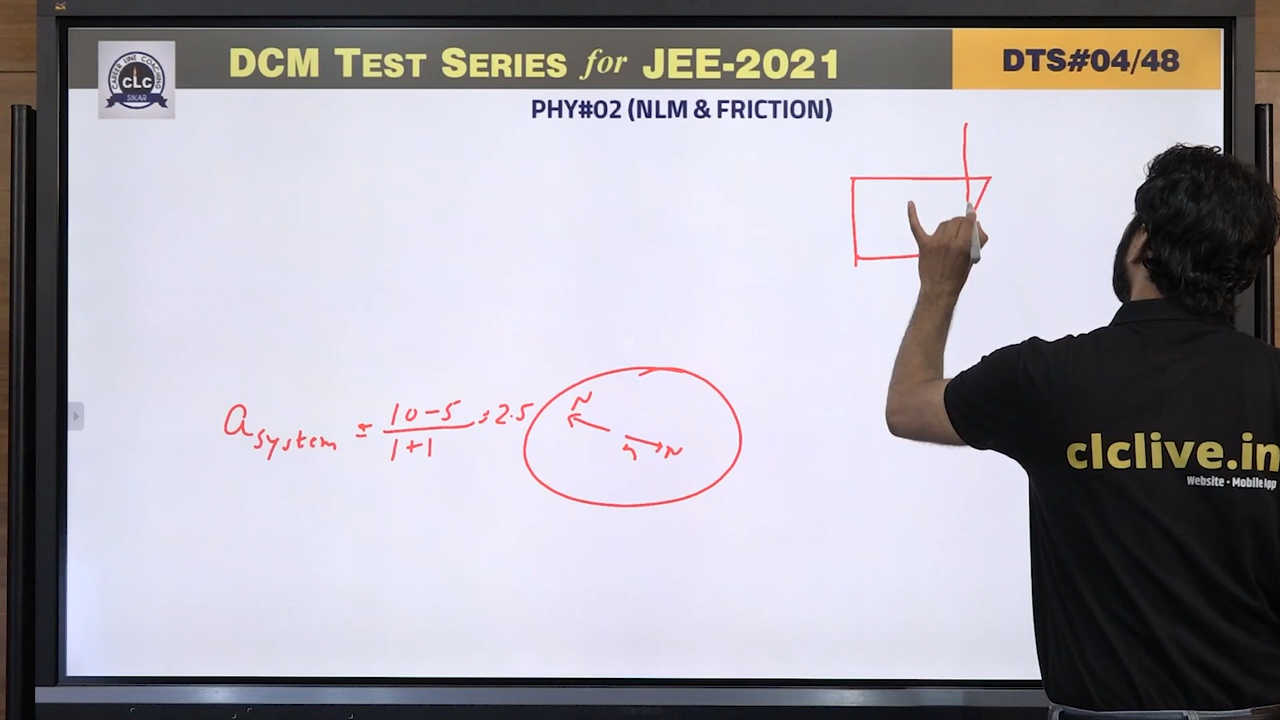 DCM TEST SERIES for JEE-2021
DTS#04/48
CAREER LINE COACHING
CLC
SIKAR
PHY#02 (NLM & FRICTION)
a system = 10-5 / 1+1 = 2.5
N
N
clclive.in
Website • Mobile App